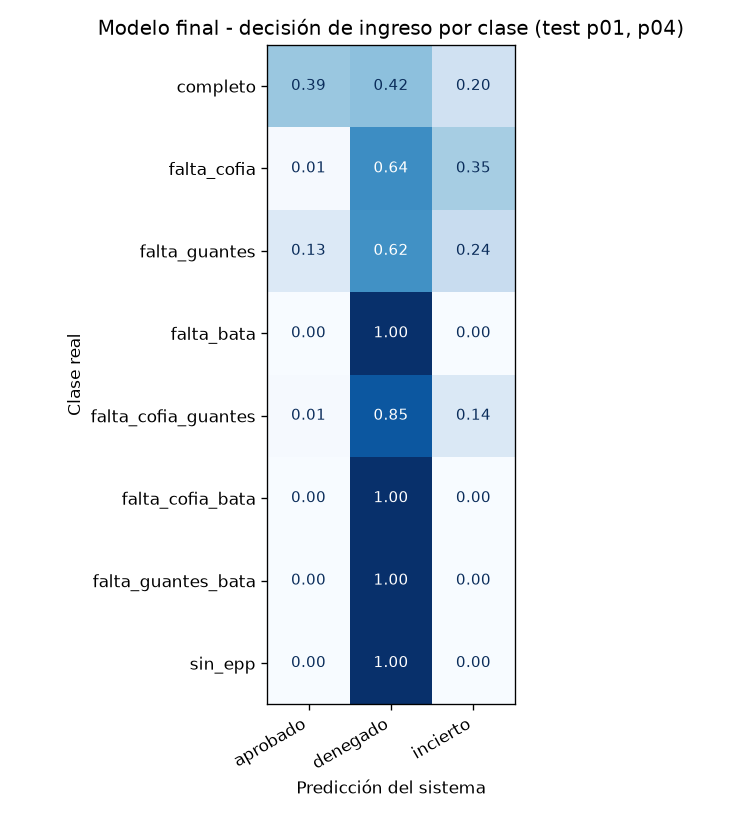 Modelo final - decisión de ingreso por clase (test p01, p04)
completo 0.39 0.42 0.20
falta_cofia 0.01 0.64 0.35
falta_guantes 0.13 0.62 0.24
falta_bata 0.00 1.00 0.00
falta_cofia_guantes 0.01 0.85 0.14
falta_cofia_bata 0.00 1.00 0.00
falta_guantes_bata 0.00 1.00 0.00
sin_epp 0.00 1.00 0.00
Clase real
aprobado denegado incierto
Predicción del sistema